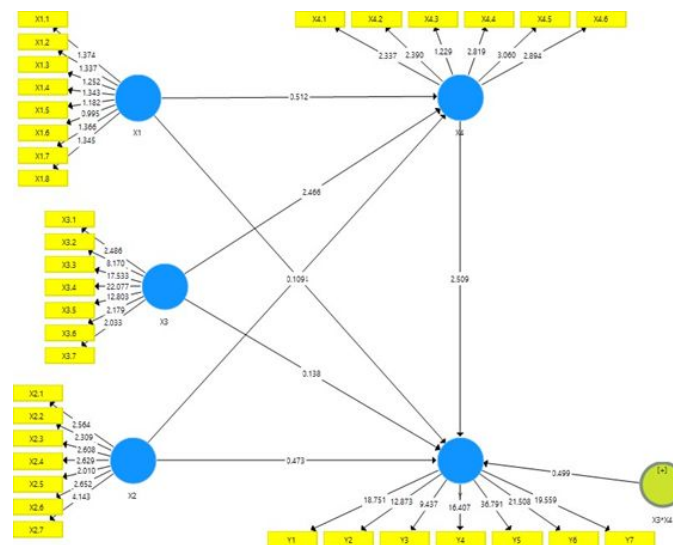 X1.1
X1.2
X1.3
X1.4
X1.5
X1.6
X1.7
X1.8
1.374
1.337
1.252
1.343
1.182
0.995
1.366
1.345
X1
X4.1
X4.2
X4.3
X4.4
X4.5
X4.6
2.337
2.390
1.229
2.819
3.060
2.894
X4
0.512
2.466
X3.1
X3.2
X3.3
X3.4
X3.5
X3.6
X3.7
2.486
8.170
17.533
22.077
12.803
2.179
2.033
X3
2.509
0.138
X2.1
X2.2
X2.3
X2.4
X2.5
X2.6
X2.7
2.564
2.309
2.608
2.629
2.010
2.652
4.143
X2
0.473
0.499
[+]
X3*X4
18.751
12.873
9.437
16.407
36.791
21.508
19.559
Y1
Y2
Y3
Y4
Y5
Y6
Y7